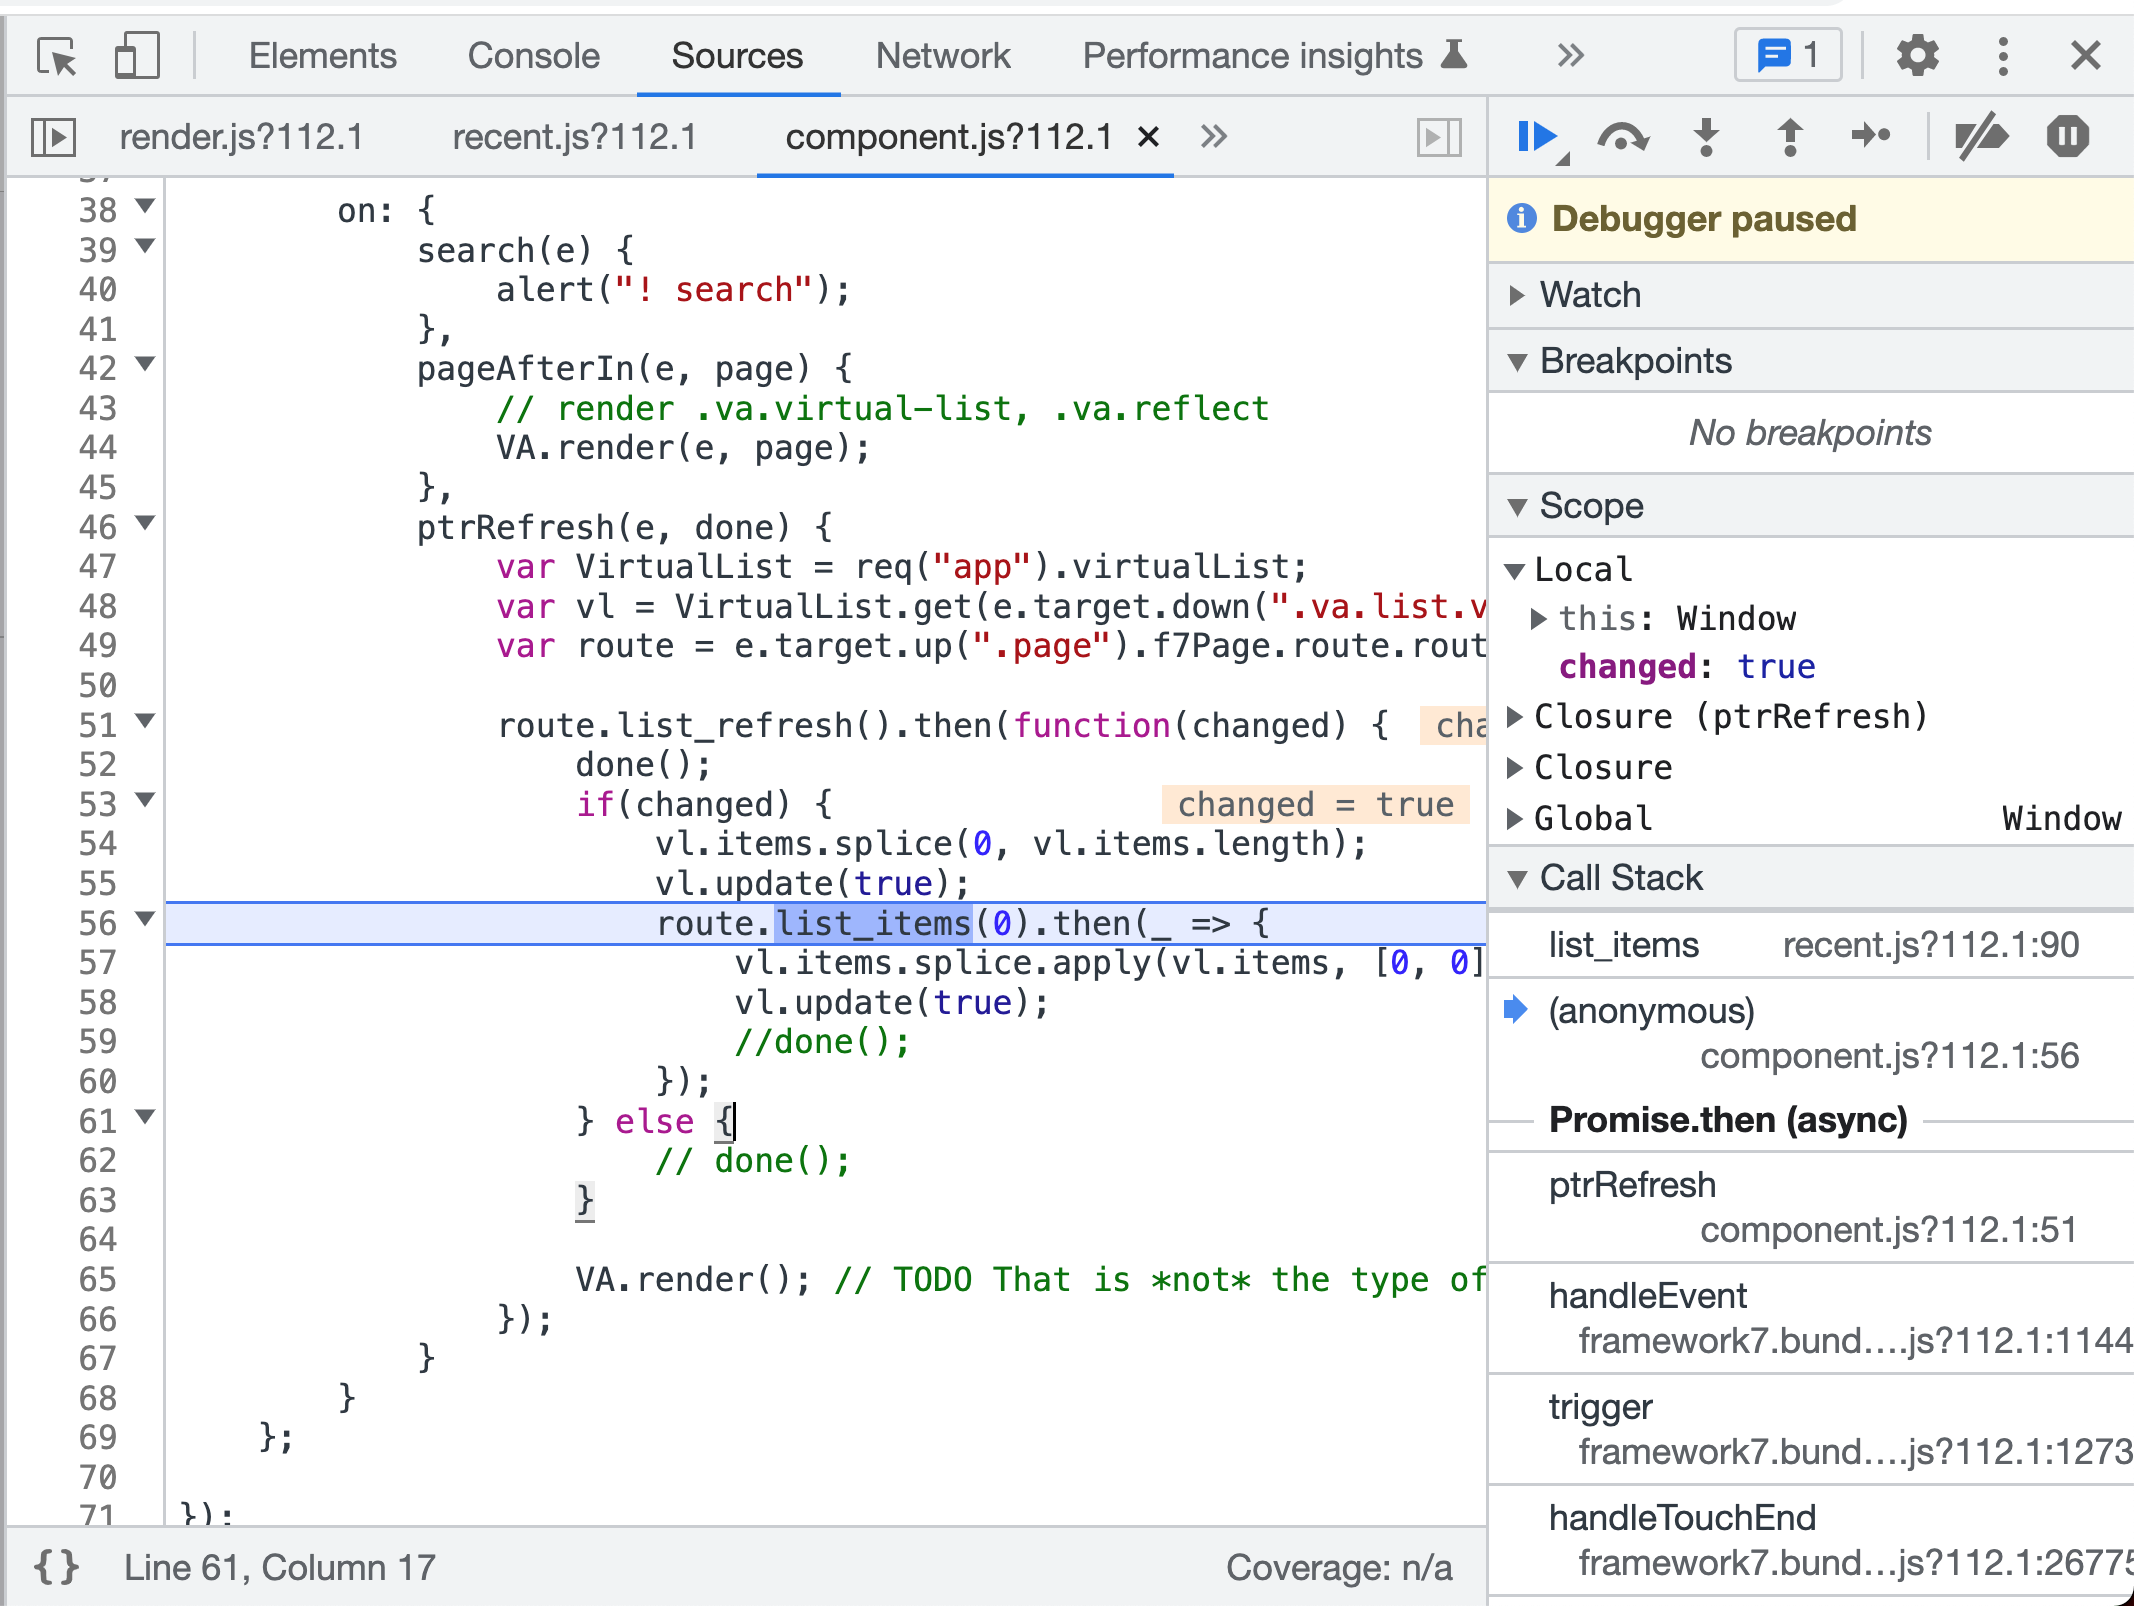 Elements Console Sources Network Performance insights 1
render.js?112.1 recent.js?112.1 component.js?112.1
38 on: {
39 search(e) {
40 alert("! search");
41 },
42 pageAfterIn(e, page) {
43 // render .va.virtual-list, .va.reflect
44 VA.render(e, page);
45 },
46 ptrRefresh(e, done) {
47 var VirtualList = req("app").virtualList;
48 var vl = VirtualList.get(e.target.down(".va.list.v
49 var route = e.target.up(".page").f7Page.route.rout
50
51 route.list_refresh().then(function(changed) { cha
52 done();
53 if(changed) { changed = true
54 vl.items.splice(0, vl.items.length);
55 vl.update(true);
56 route.list_items(0).then(_ => {
57 vl.items.splice.apply(vl.items, [0, 0]
58 vl.update(true);
59 //done();
60 });
61 } else {
62 // done();
63 }
64
65 VA.render(); // TODO That is *not* the type of
66 });
67 }
68 }
69 };
70
71 });
{} Line 61, Column 17 Coverage: n/a
Debugger paused
Watch
Breakpoints
No breakpoints
Scope
Local
this: Window
changed: true
Closure (ptrRefresh)
Closure
Global Window
Call Stack
list_items recent.js?112.1:90
(anonymous)
component.js?112.1:56
Promise.then (async)
ptrRefresh
component.js?112.1:51
handleEvent
framework7.bund....js?112.1:1144
trigger
framework7.bund....js?112.1:1273
handleTouchEnd
framework7.bund...js?112.1:26775